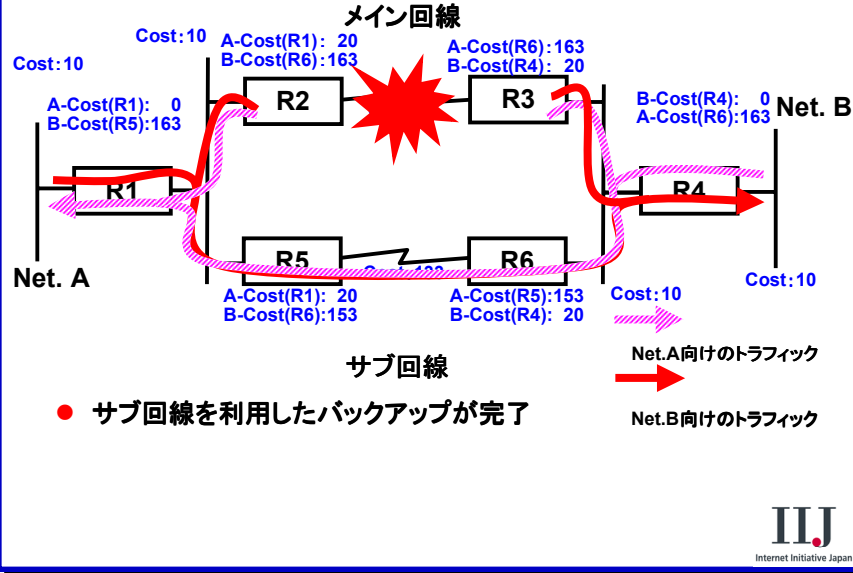 メイン回線
Cost:10
Cost:10
A-Cost(R1): 20
B-Cost(R6):163
A-Cost(R6):163
B-Cost(R4): 20
A-Cost(R1): 0
B-Cost(R5):163
R2
R3
B-Cost(R4): 0
A-Cost(R6):163
Net. B
R1
R4
R5
R6
Net. A
A-Cost(R1): 20
B-Cost(R6):153
A-Cost(R5):153
B-Cost(R4): 20
Cost:10
Cost:10
Net.A向けのトラフィック
サブ回線
● サブ回線を利用したバックアップが完了
Net.B向けのトラフィック
IIJ
Internet Initiative Japan